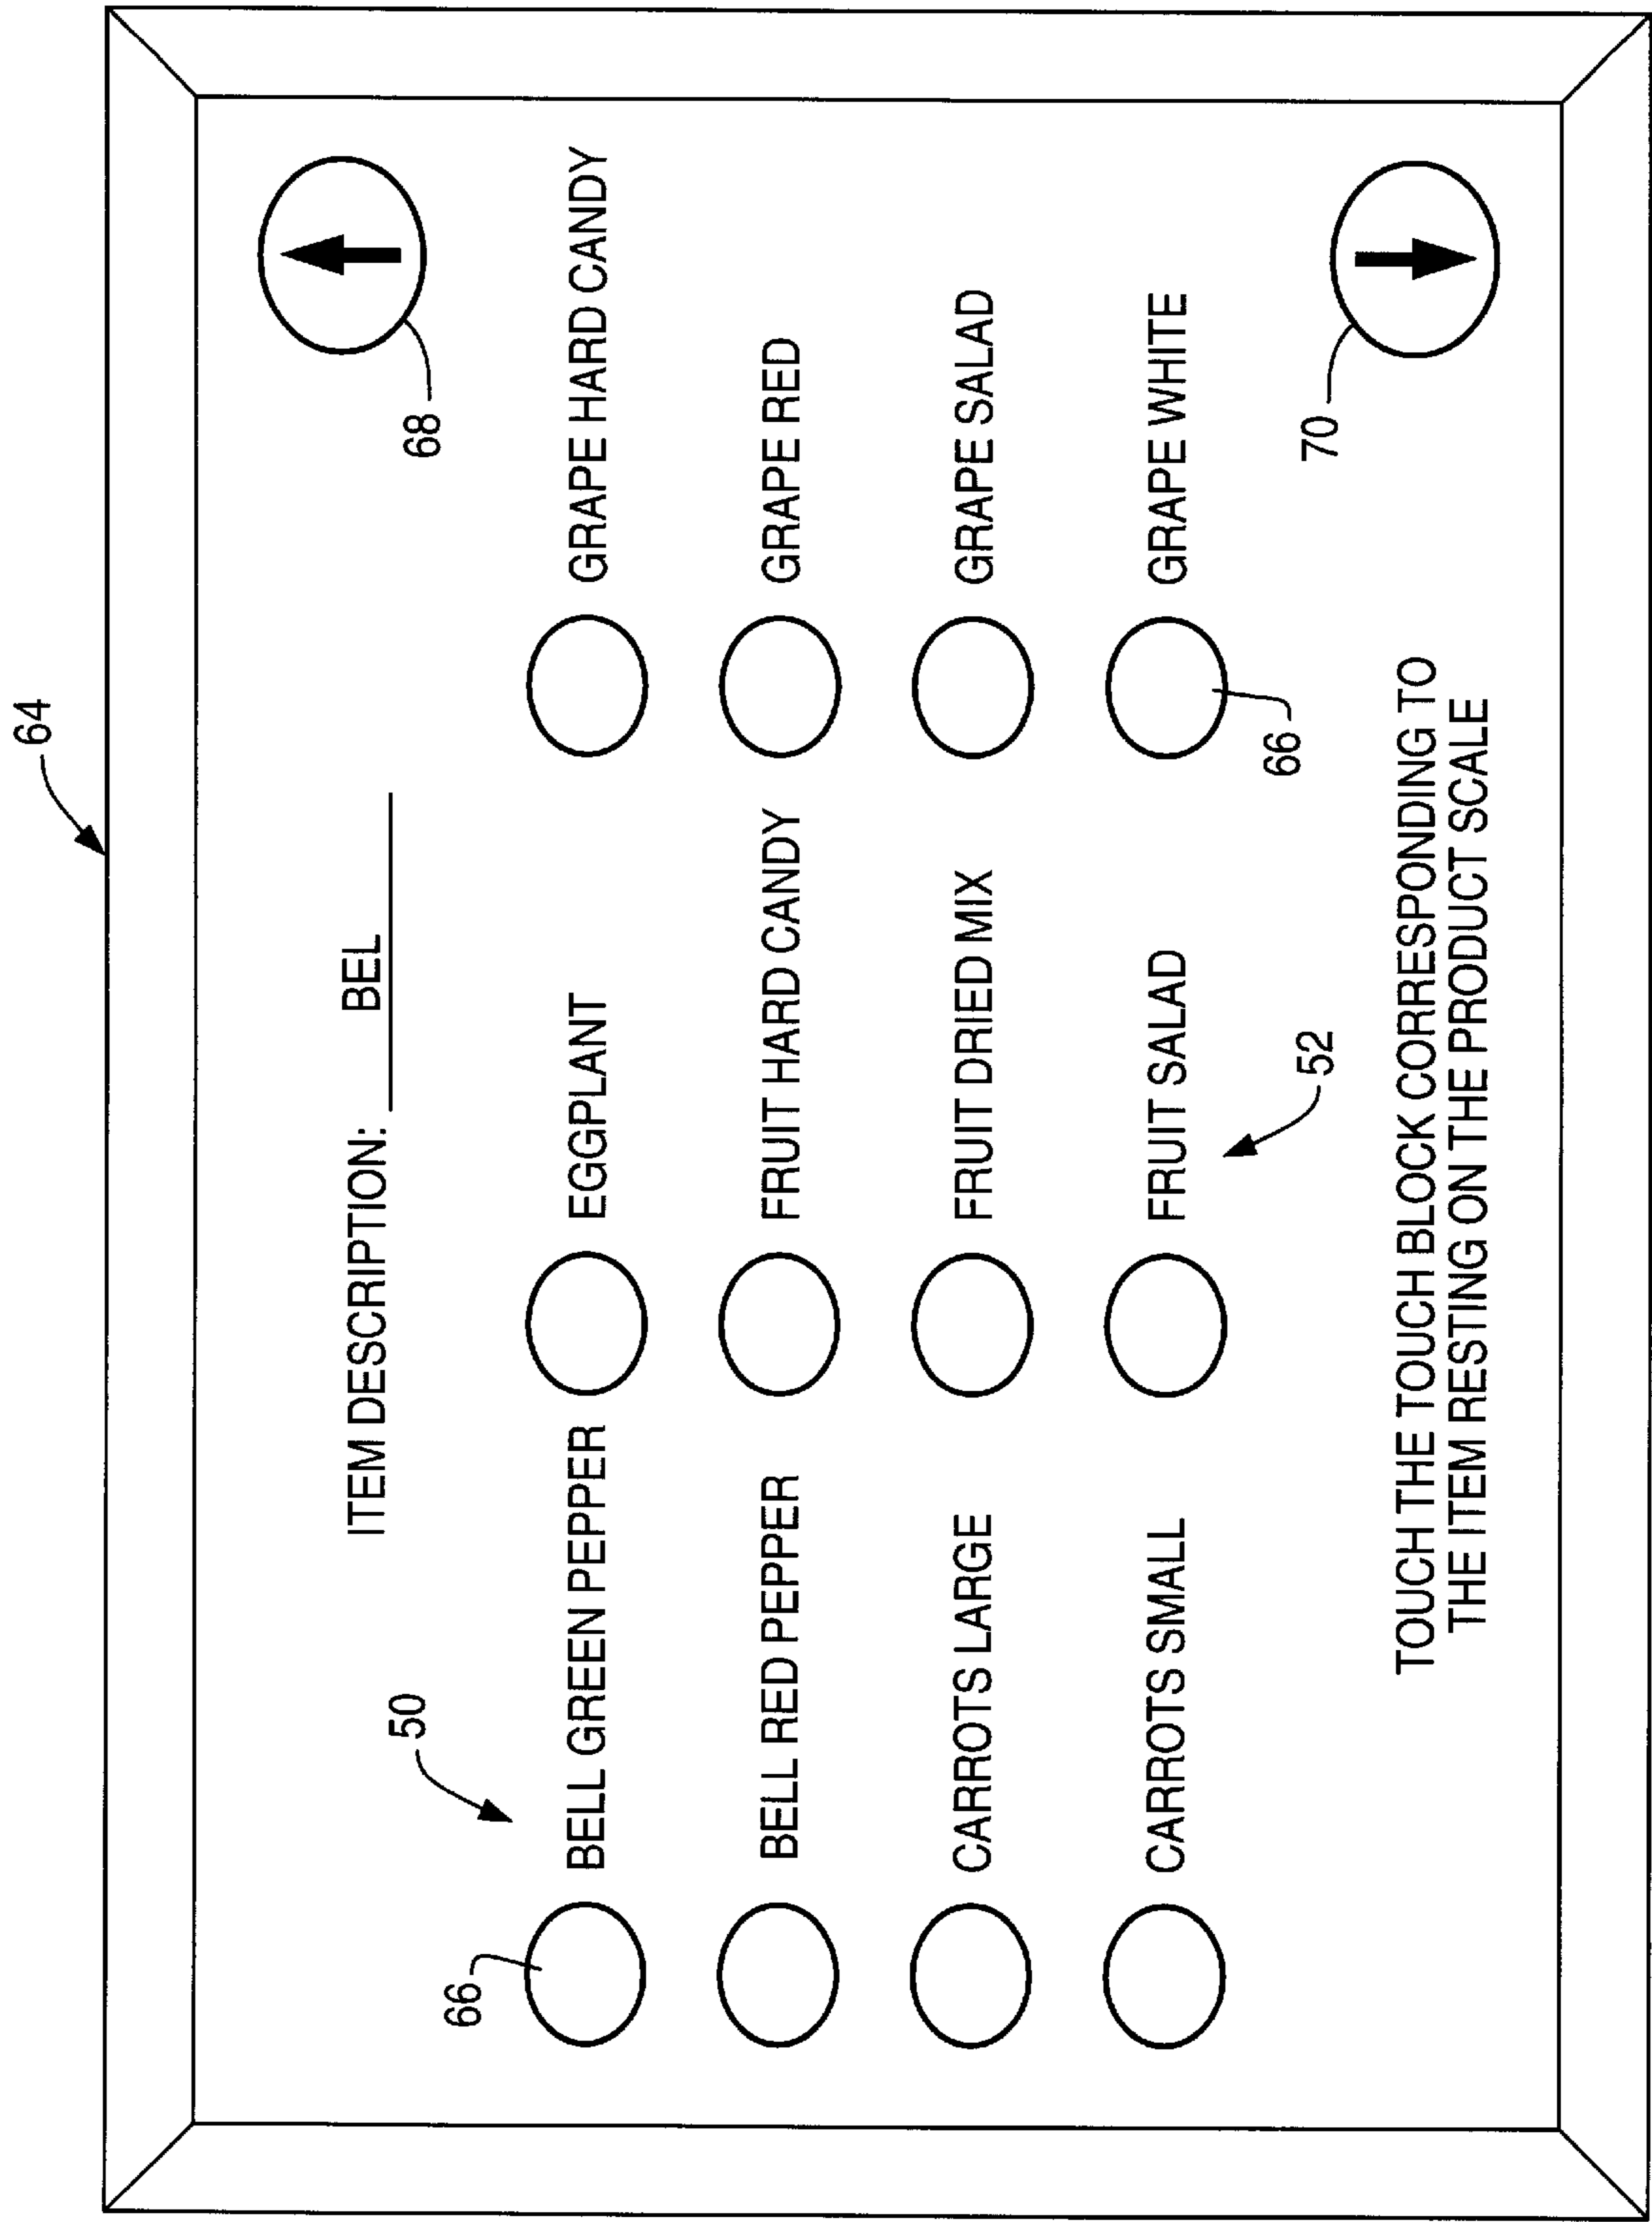 64
ITEM DESCRIPTION: BEL
68
50
66
BELL GREEN PEPPER
EGGPLANT
GRAPE HARD CANDY
BELL RED PEPPER
FRUIT HARD CANDY
GRAPE RED
CARROTS LARGE
FRUIT DRIED MIX
GRAPE SALAD
CARROTS SMALL
FRUIT SALAD
GRAPE WHITE
66
52
70
TOUCH THE TOUCH BLOCK CORRESPONDING TO
THE ITEM RESTING ON THE PRODUCT SCALE